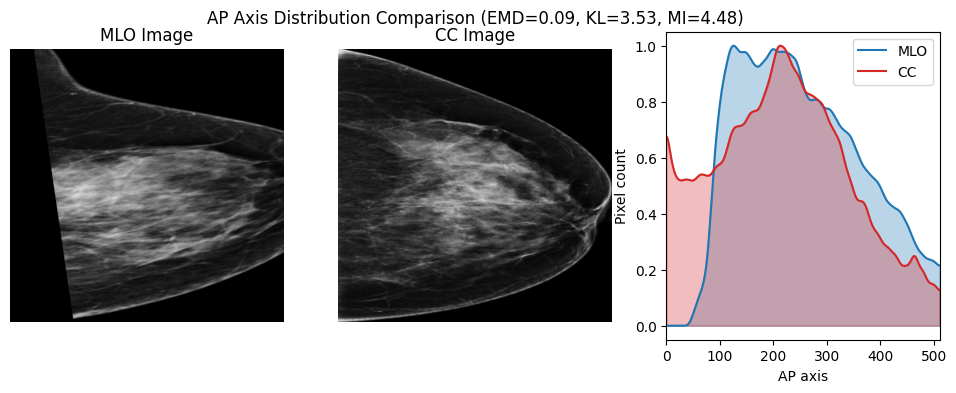 AP Axis Distribution Comparison (EMD=0.09, KL=3.53, MI=4.48)
MLO Image
CC Image
MLO
CC
1.0
0.8
0.6
0.4
0.2
0.0
Pixel count
0 100 200 300 400 500
AP axis